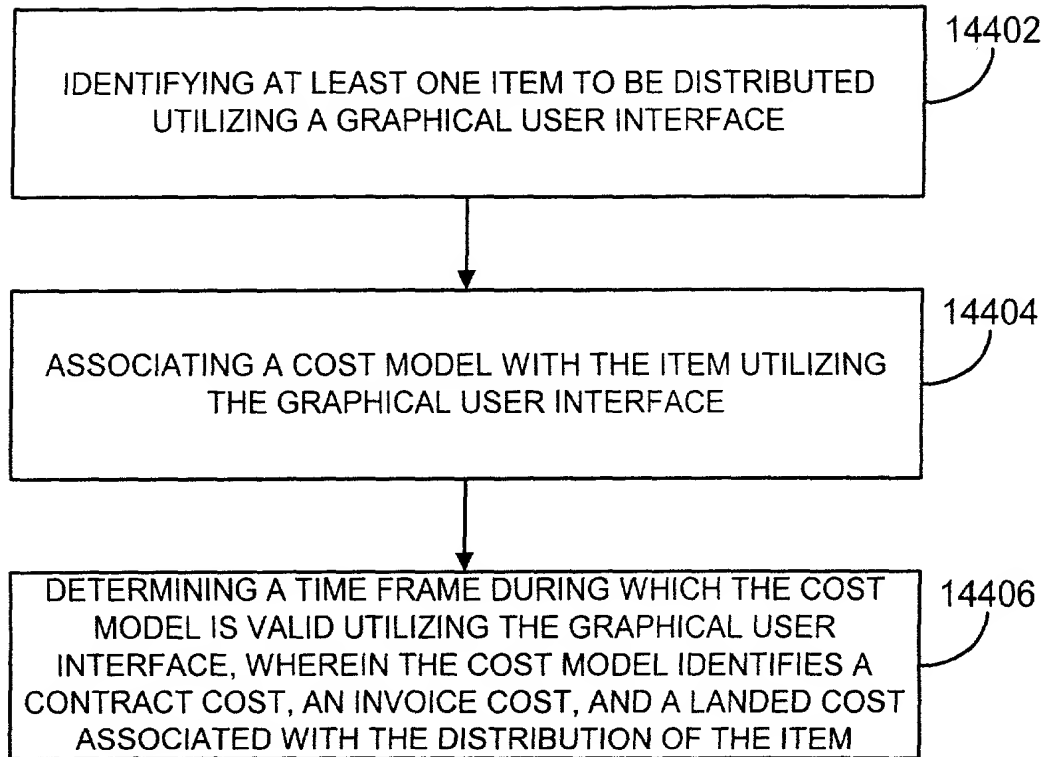 14402
IDENTIFYING AT LEAST ONE ITEM TO BE DISTRIBUTED
UTILIZING A GRAPHICAL USER INTERFACE
14404
ASSOCIATING A COST MODEL WITH THE ITEM UTILIZING
THE GRAPHICAL USER INTERFACE
14406
DETERMINING A TIME FRAME DURING WHICH THE COST
MODEL IS VALID UTILIZING THE GRAPHICAL USER
INTERFACE, WHEREIN THE COST MODEL IDENTIFIES A
CONTRACT COST, AN INVOICE COST, AND A LANDED COST
ASSOCIATED WITH THE DISTRIBUTION OF THE ITEM